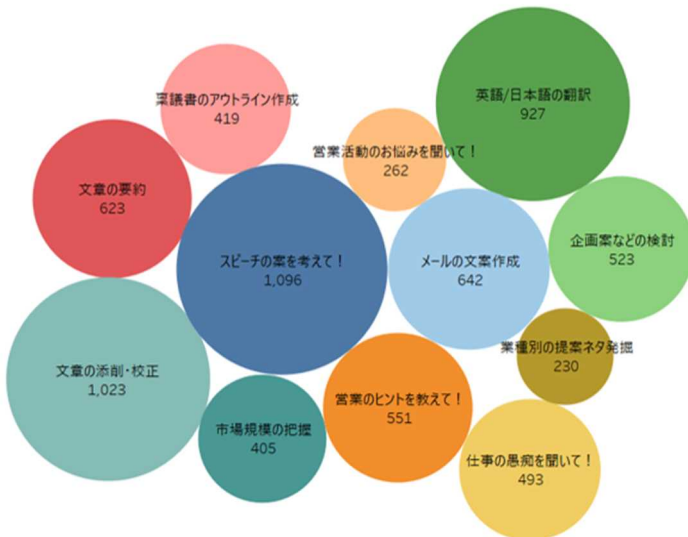 稟議書のアウトライン作成
419
英語/日本語の翻訳
927
営業活動のお悩みを聞いて！
262
文章の要約
623
スピーチの案を考えて！
1,096
メールの文案作成
642
企画案などの検討
523
業種別の提案ネタ発掘
230
文章の添削・校正
1,023
営業のヒントを教えて！
551
市場規模の把握
405
仕事の愚痴を聞いて！
493